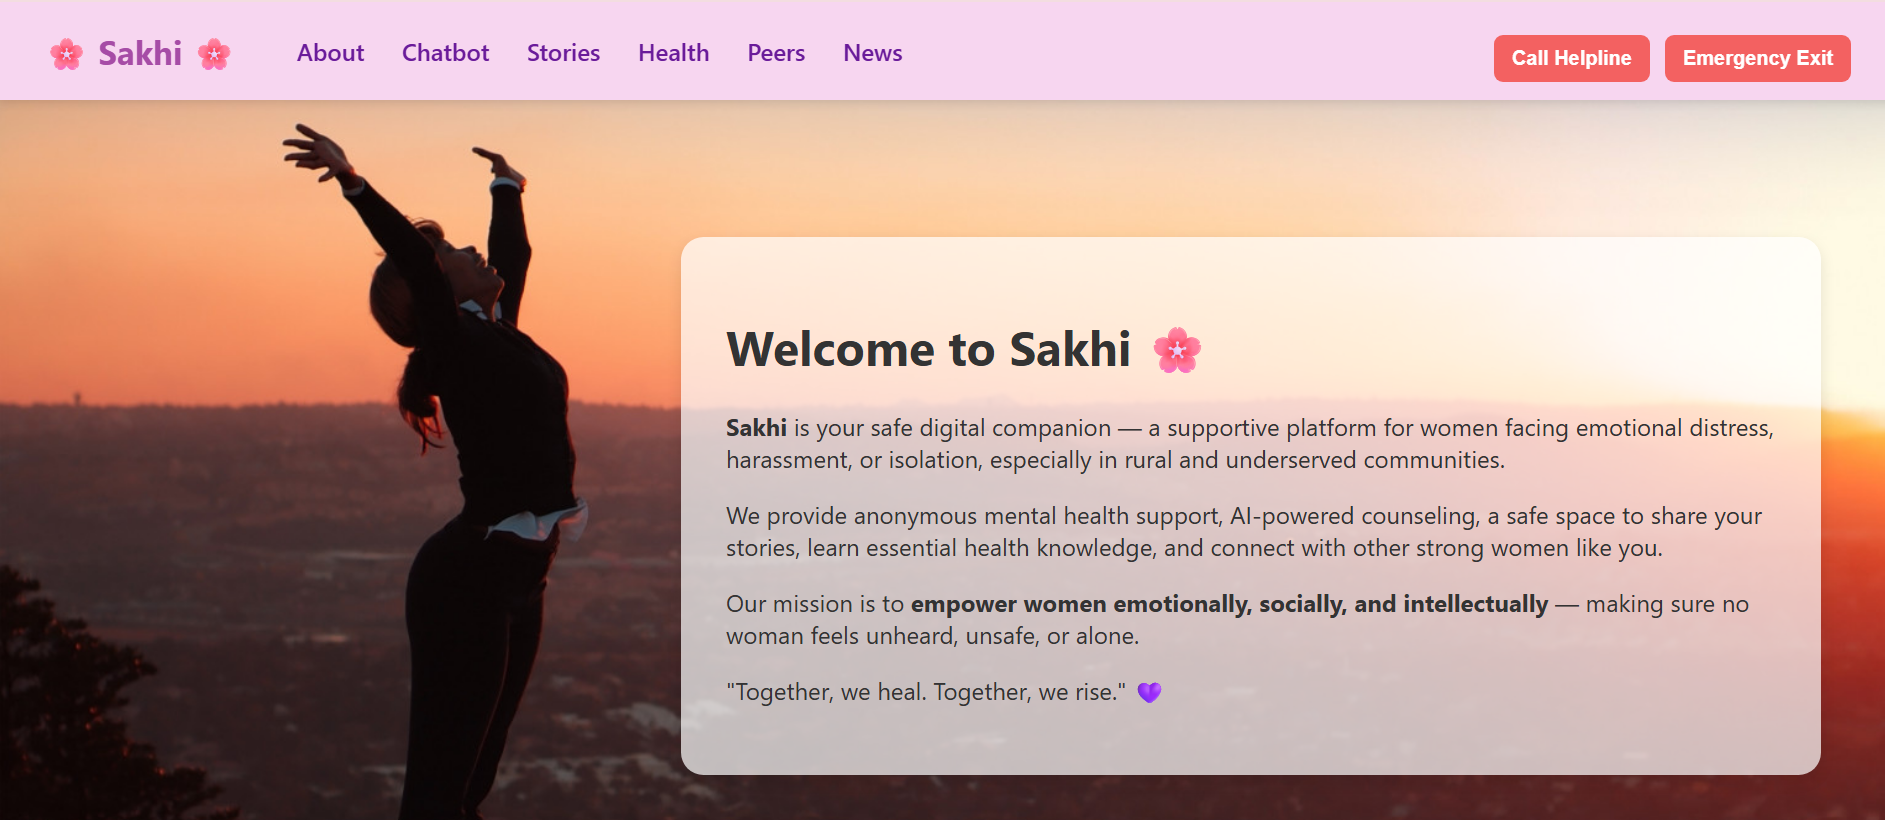 🌸 Sakhi 🌸
About
Chatbot
Stories
Health
Peers
News
Call Helpline
Emergency Exit
Welcome to Sakhi 🌸
Sakhi is your safe digital companion — a supportive platform for women facing emotional distress,
harassment, or isolation, especially in rural and underserved communities.
We provide anonymous mental health support, AI-powered counseling, a safe space to share your
stories, learn essential health knowledge, and connect with other strong women like you.
Our mission is to empower women emotionally, socially, and intellectually — making sure no
woman feels unheard, unsafe, or alone.
"Together, we heal. Together, we rise." 💜